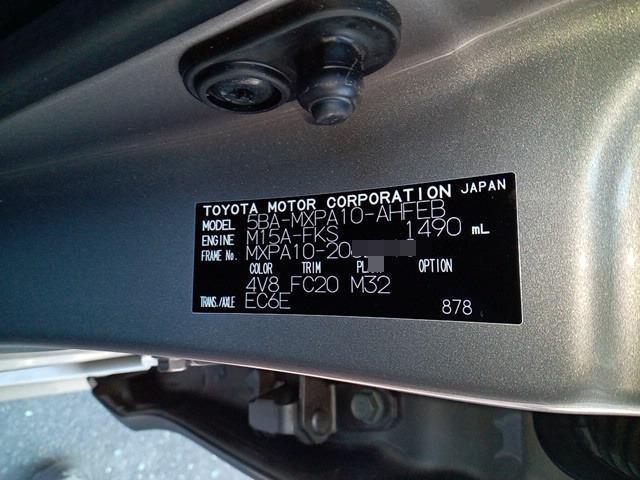 TOYOTA MOTOR CORPORATION JAPAN
MODEL 5BA-MXPA10-AHFEB
ENGINE M15A-FKS 1490 mL
FRAME No. MXPA10-20
COLOR TRIM OPTION
4V8 FC20 M32
TRANS./AXLE EC6E
878